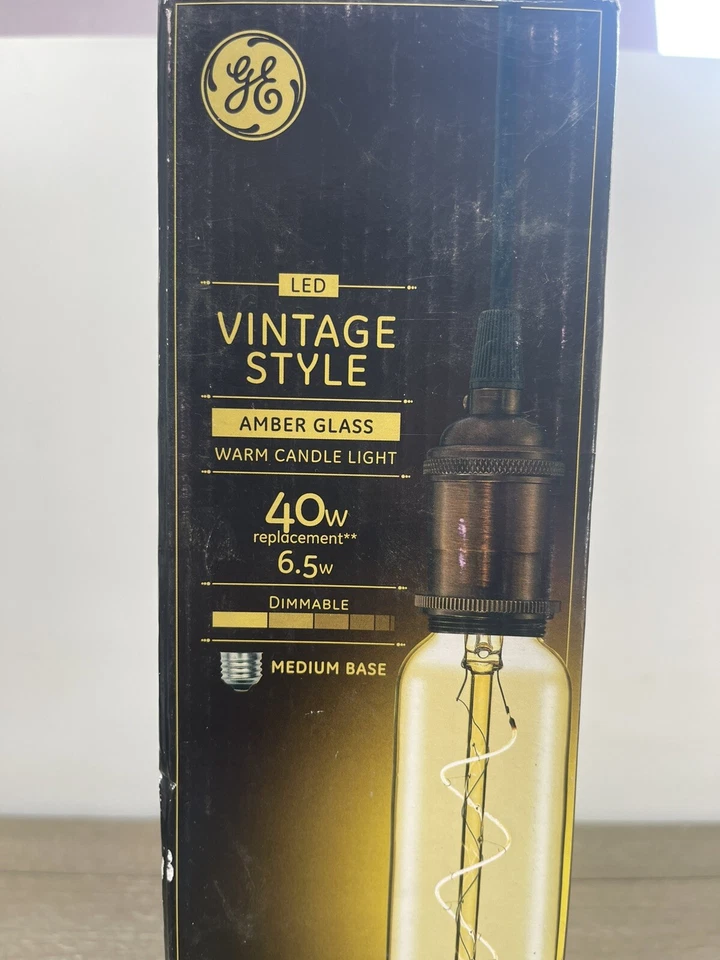 GE
LED
VINTAGE
STYLE
AMBER GLASS
WARM CANDLE LIGHT
40w
replacement**
6.5w
DIMMABLE
MEDIUM BASE